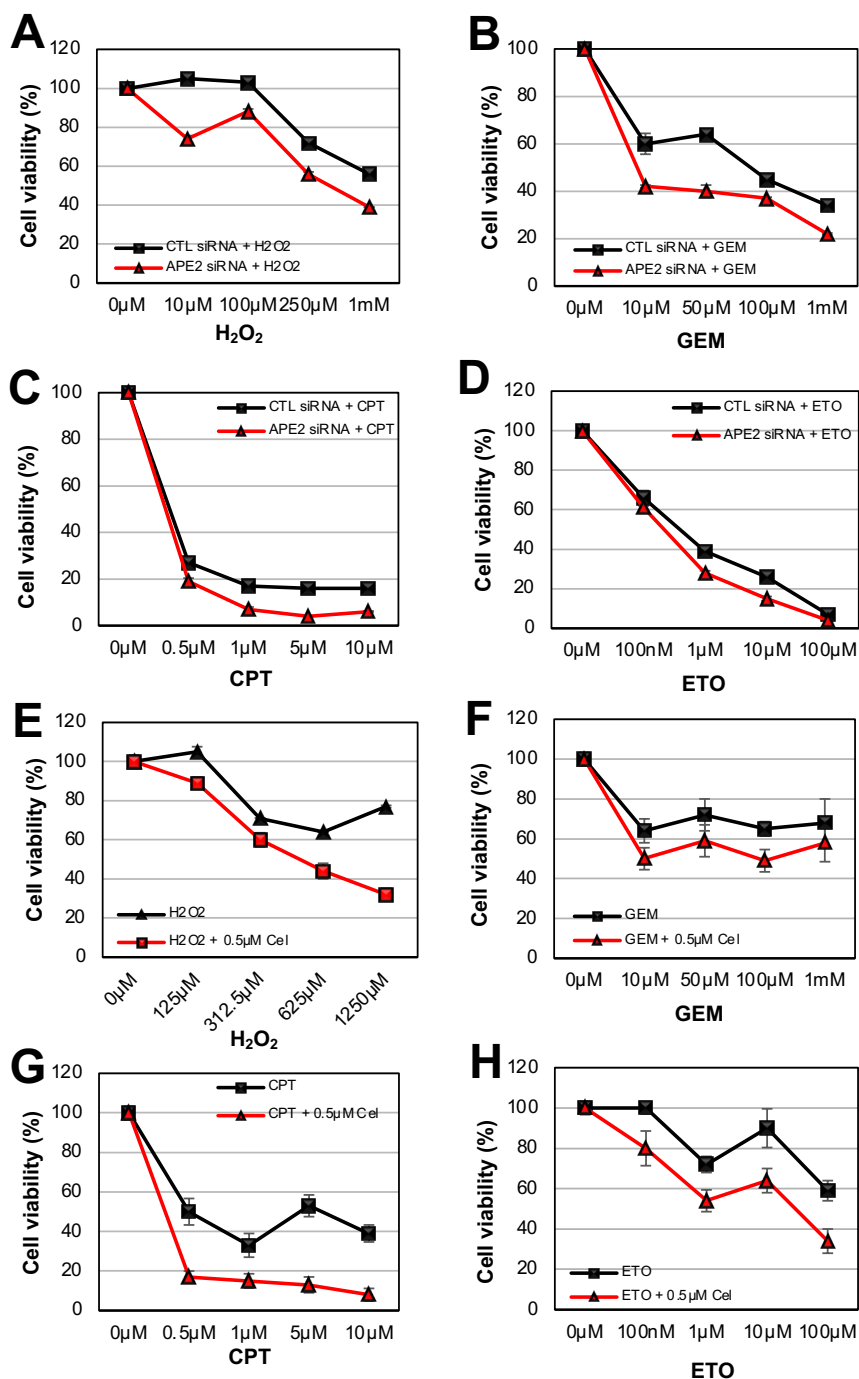 A
Cell viability (%)
120
100
80
60
40
20
0
CTL siRNA + H2O2
APE2 siRNA + H2O2
0µM 10µM 100µM 250µM 1mM
H₂O₂
B
Cell viability (%)
100
80
60
40
20
0
CTL siRNA + GEM
APE2 siRNA + GEM
0µM 10µM 50µM 100µM 1mM
GEM
C
Cell viability (%)
100
80
60
40
20
0
CTL siRNA + CPT
APE2 siRNA + CPT
0µM 0.5µM 1µM 5µM 10µM
CPT
D
Cell viability (%)
120
100
80
60
40
20
0
CTL siRNA + ETO
APE2 siRNA + ETO
0µM 100nM 1µM 10µM 100µM
ETO
E
Cell viability (%)
120
100
80
60
40
20
0
H2O2
H2O2 + 0.5µM Cel
0µM 125µM 312.5µM 625µM 1250µM
H₂O₂
F
Cell viability (%)
120
100
80
60
40
20
0
GEM
GEM + 0.5µM Cel
0µM 10µM 50µM 100µM 1mM
GEM
G
Cell viability (%)
120
100
80
60
40
20
0
CPT
CPT + 0.5µM Cel
0µM 0.5µM 1µM 5µM 10µM
CPT
H
Cell viability (%)
120
100
80
60
40
20
0
ETO
ETO + 0.5µM Cel
0µM 100nM 1µM 10µM 100µM
ETO